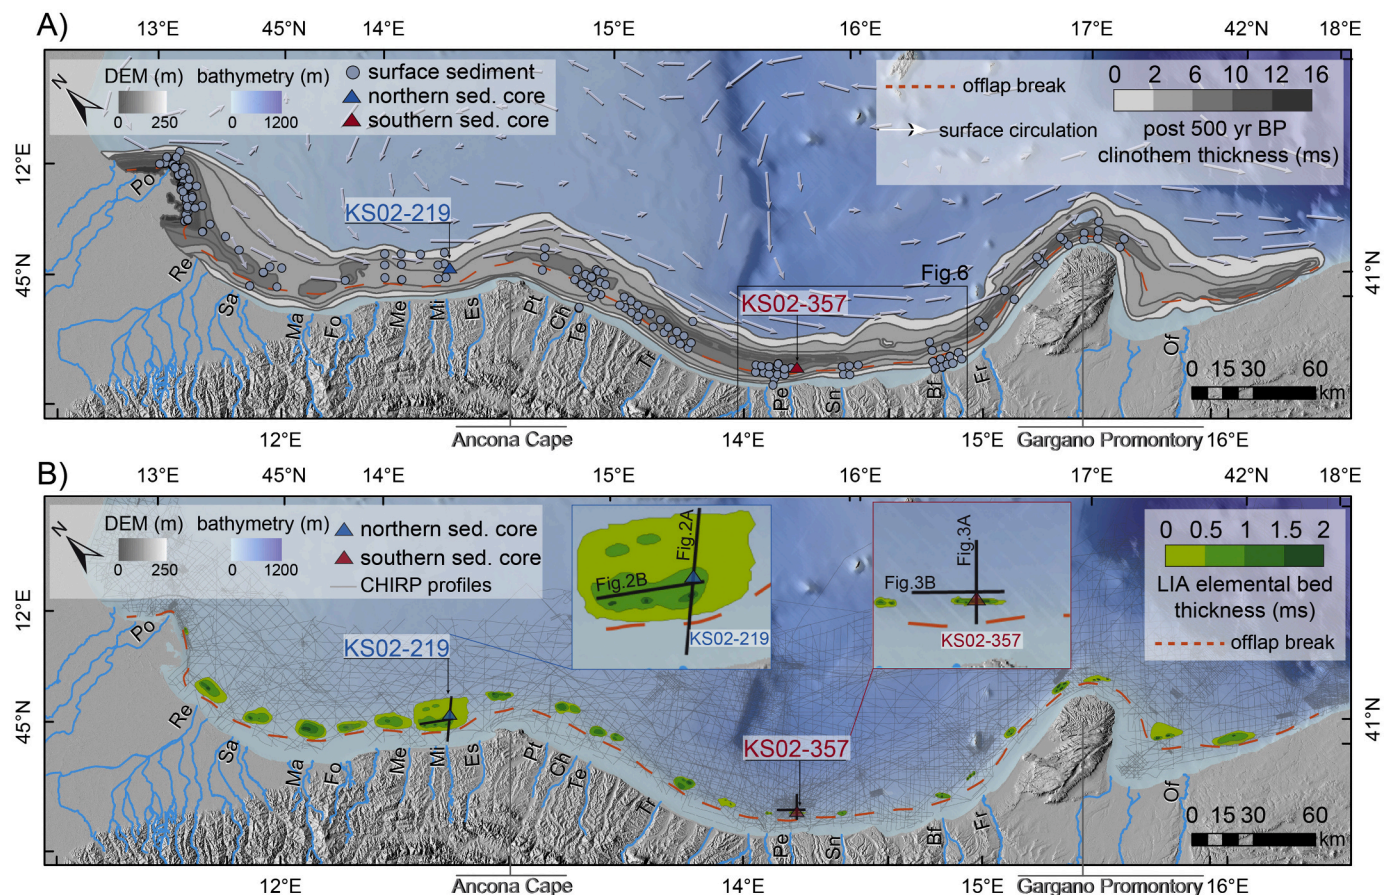 A)
13°E 45°N 14°E 15°E 16°E 17°E 42°N 18°E
N
DEM (m) bathymetry (m)
0 250 0 1200
surface sediment
northern sed. core
southern sed. core
offlap break
surface circulation
0 2 6 10 12 16
post 500 yr BP
clinothem thickness (ms)
12°E
45°N
41°N
KS02-219
KS02-357
Fig.6
Po
Re
Sa
Ma
Fo
Me
Mi
Es
Pt
Ch
Te
Tr
Pe
Sn
Bf
Fr
Of
0 15 30 60
km
12°E 14°E 15°E 16°E
Ancona Cape
Gargano Promontory
B)
13°E 45°N 14°E 15°E 16°E 17°E 42°N 18°E
N
DEM (m) bathymetry (m)
0 250 0 1200
northern sed. core
southern sed. core
CHIRP profiles
Fig.2A
Fig.2B
KS02-219
Fig.3A
Fig.3B
KS02-357
0 0.5 1 1.5 2
LIA elemental bed
thickness (ms)
offlap break
12°E
45°N
41°N
KS02-219
KS02-357
Po
Re
Sa
Ma
Fo
Me
Mi
Es
Pt
Ch
Te
Tr
Pe
Sn
Bf
Fr
Of
0 15 30 60
km
12°E 14°E 15°E 16°E
Ancona Cape
Gargano Promontory